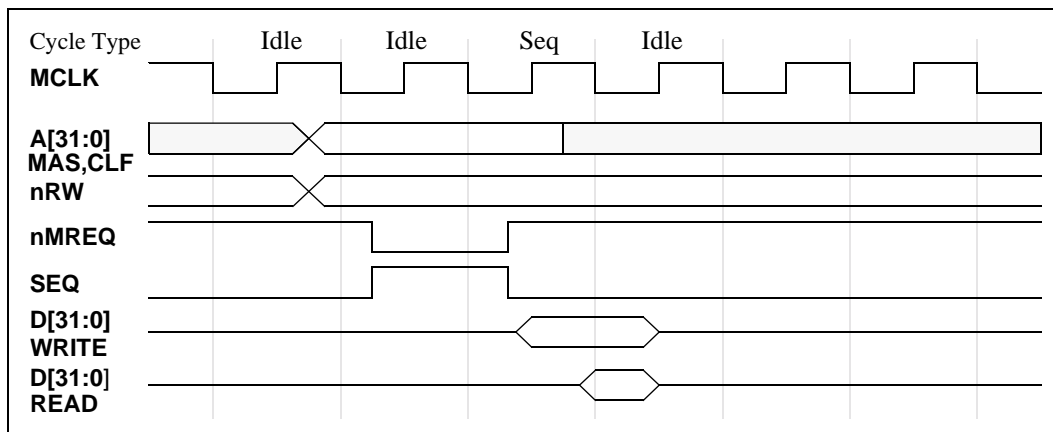 Cycle Type Idle Idle Seq Idle
MCLK
A[31:0]
MAS,CLF
nRW
nMREQ
SEQ
D[31:0]
WRITE
D[31:0]
READ